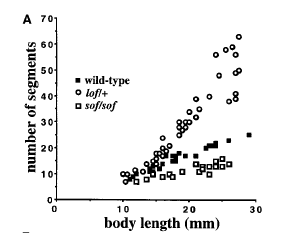 A
70
60
50
40
30
20
10
0
0 10 20 30
number of segments
wild-type
lof/+
sof/sof
body length (mm)